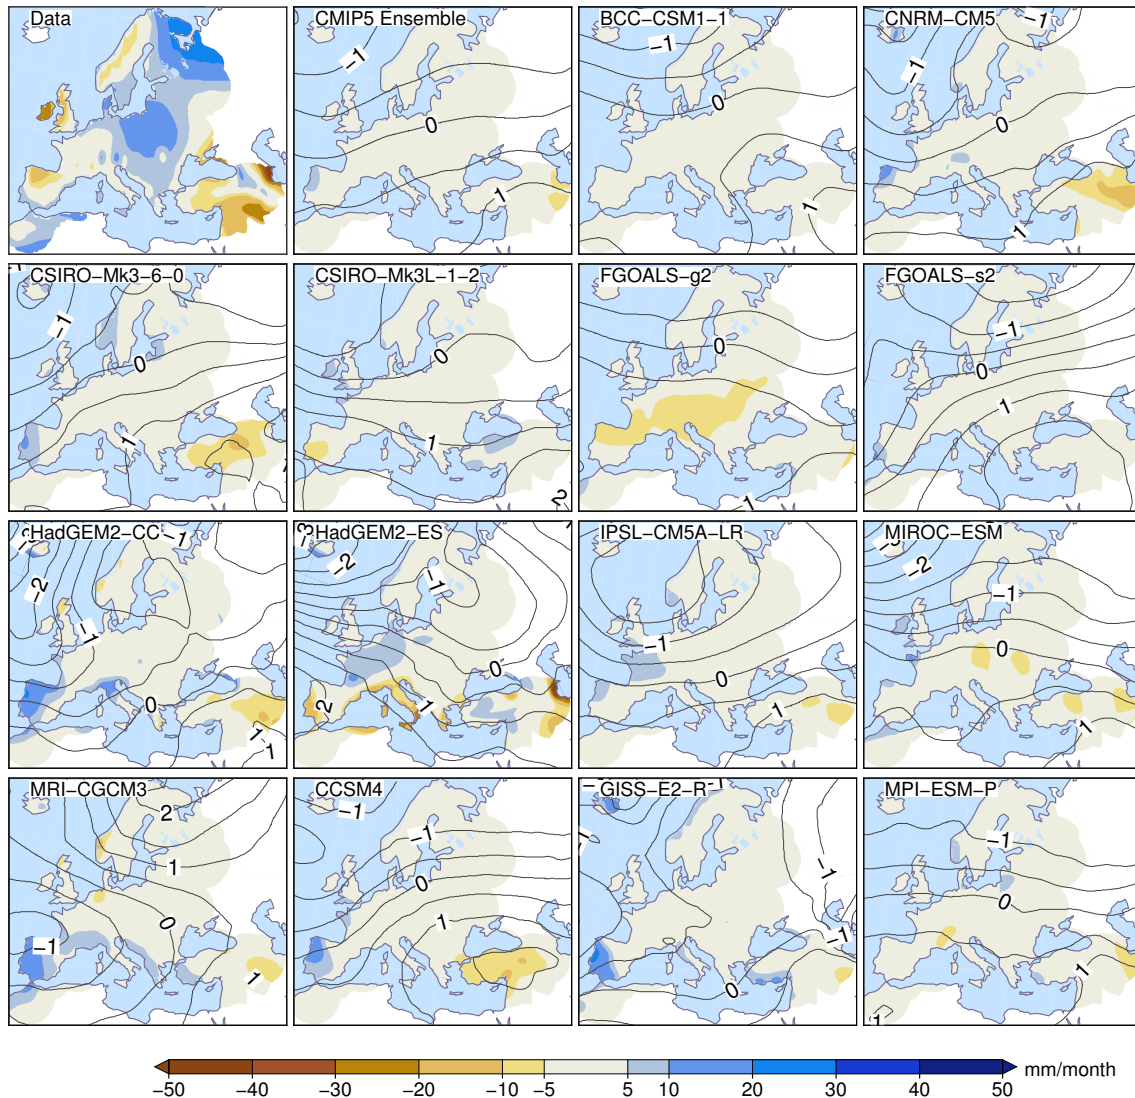 Data CMIP5 Ensemble BCC−CSM1−1 CNRM−CM5
−1 −1 −1 −1
0 0 0
1 1 1
CSIRO−Mk3−6−0 CSIRO−Mk3L−1−2 FGOALS−g2 FGOALS−s2
−1 0 0 −1
0 1 1 0
1 2 1
HadGEM2−CC HadGEM2−ES IPSL−CM5A−LR MIROC−ESM
−1 −2 −2 −2
−1 −1 −1 −1
0 0 0 0
1 −1 2 1 1 1
MRI−CGCM3 CCSM4 GISS−E2−R MPI−ESM−P
2 −1 −1 −1
1 −1 −1 0
0 0 −1 1
−1 1 1 0 1
−50 −40 −30 −20 −10 −5 5 10 20 30 40 50 mm/month